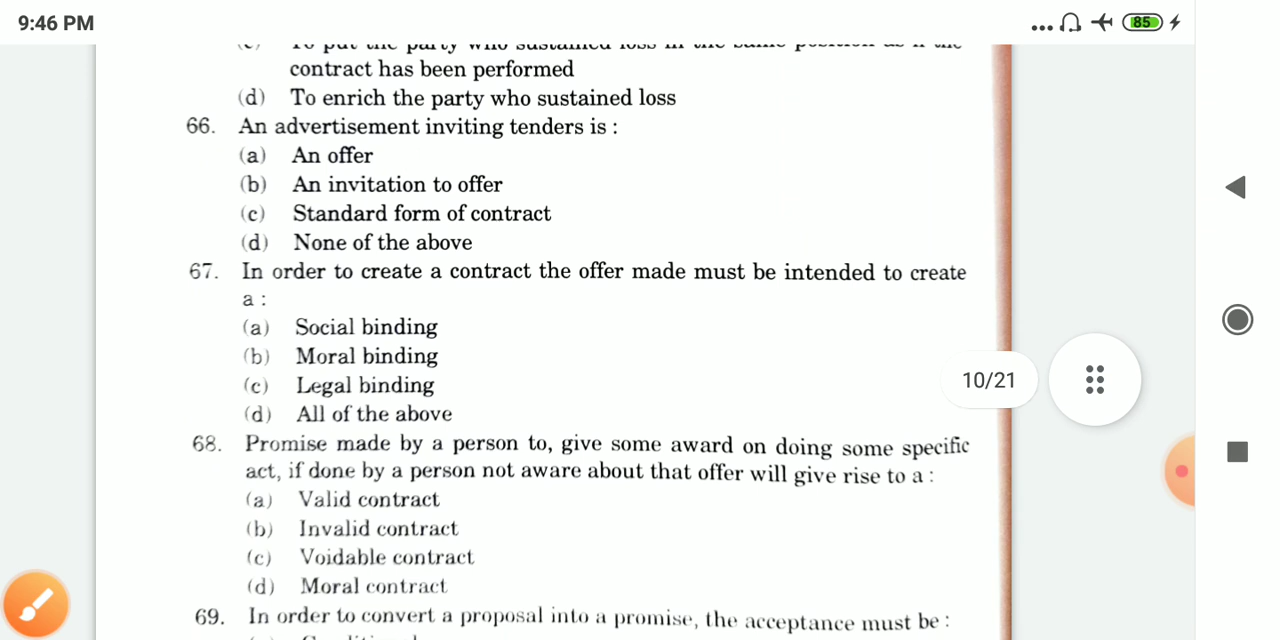 9:46 PM
85
contract has been performed
(d) To enrich the party who sustained loss
66. An advertisement inviting tenders is :
(a) An offer
(b) An invitation to offer
(c) Standard form of contract
(d) None of the above
67. In order to create a contract the offer made must be intended to create
a :
(a) Social binding
(b) Moral binding
(c) Legal binding
(d) All of the above
10/21
68. Promise made by a person to, give some award on doing some specific
act, if done by a person not aware about that offer will give rise to a :
(a) Valid contract
(b) Invalid contract
(c) Voidable contract
(d) Moral contract
69. In order to convert a proposal into a promise, the acceptance must be :